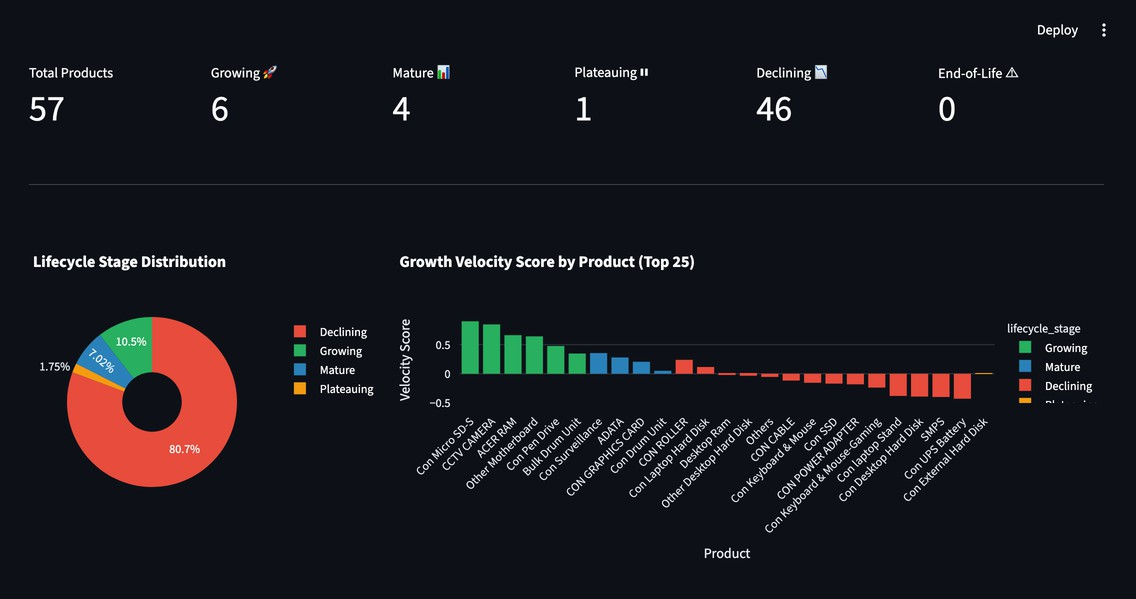 Deploy
Total Products
Growing 🚀
Mature 📊
Plateauing ⏸
Declining 📉
End-of-Life ⚠
57
6
4
1
46
0
Lifecycle Stage Distribution
Growth Velocity Score by Product (Top 25)
10.5%
7.02%
1.75%
80.7%
Declining
Growing
Mature
Plateauing
Velocity Score
0.5
0
−0.5
Con Micro SD-S
CCTV CAMERA
ACER RAM
Other Motherboard
Con Pen Drive
Bulk Drum Unit
Con Surveillance
ADATA
CON GRAPHICS CARD
Con Drum Unit
CON ROLLER
Con Laptop Hard Disk
Desktop Ram
Other Desktop Hard Disk
Others
CON CABLE
Con Keyboard & Mouse
Con SSD
CON POWER ADAPTER
Con Keyboard & Mouse-Gaming
Con laptop Stand
Con Desktop Hard Disk
SMPS
Con UPS Battery
Con External Hard Disk
Product
lifecycle_stage
Growing
Mature
Declining